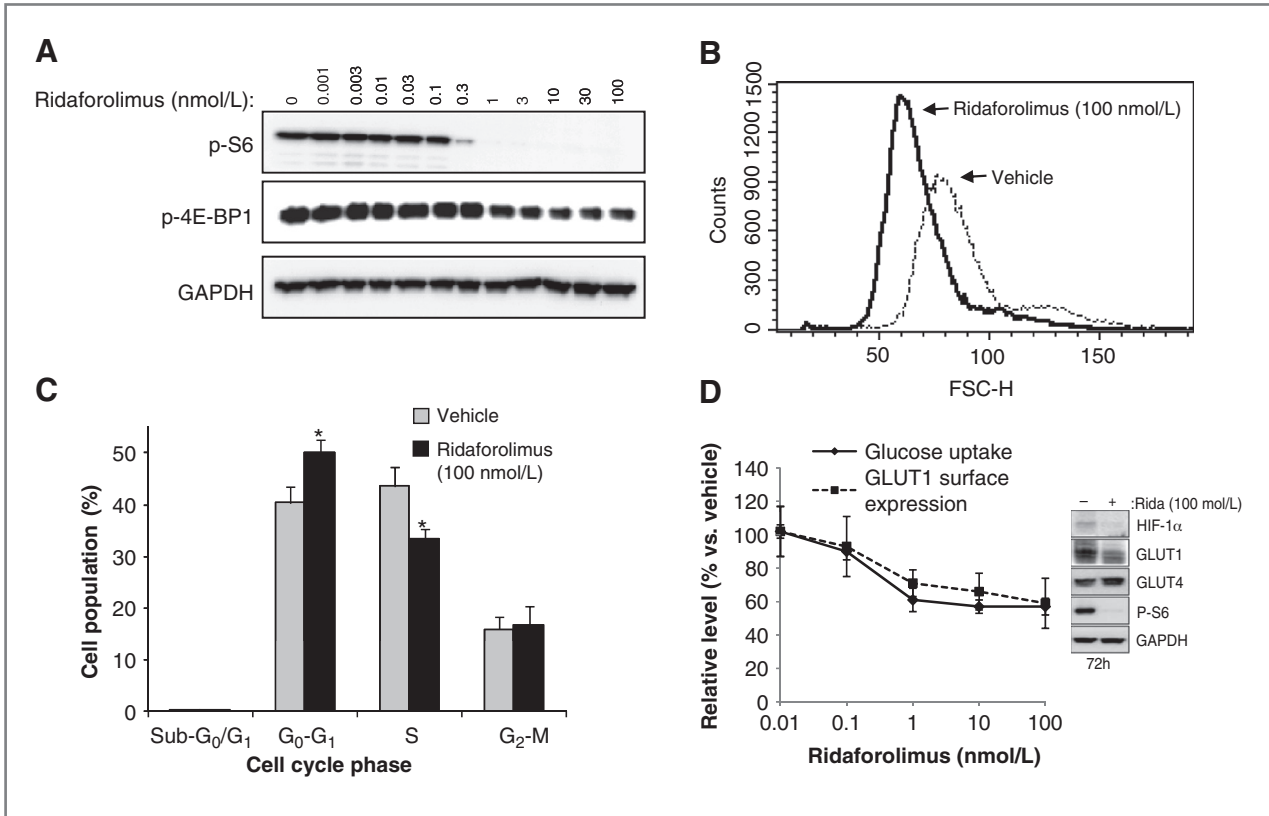 A
Ridaforolimus (nmol/L):
0 0.001 0.003 0.01 0.03 0.1 0.3 1 3 10 30 100
p-S6
p-4E-BP1
GAPDH
B
Counts
1500
1200
900
600
300
0
Ridaforolimus (100 nmol/L)
Vehicle
50 100 150
FSC-H
C
Vehicle
Ridaforolimus
(100 nmol/L)
Cell population (%)
50
40
30
20
10
0
* *
Sub-G0/G1 G0-G1 S G2-M
Cell cycle phase
D
Relative level (% vs. vehicle)
Glucose uptake
GLUT1 surface
expression
140
120
100
80
60
40
20
0
0.01 0.1 1 10 100
Ridaforolimus (nmol/L)
− + :Rida (100 mol/L)
HIF-1α
GLUT1
GLUT4
P-S6
GAPDH
72h